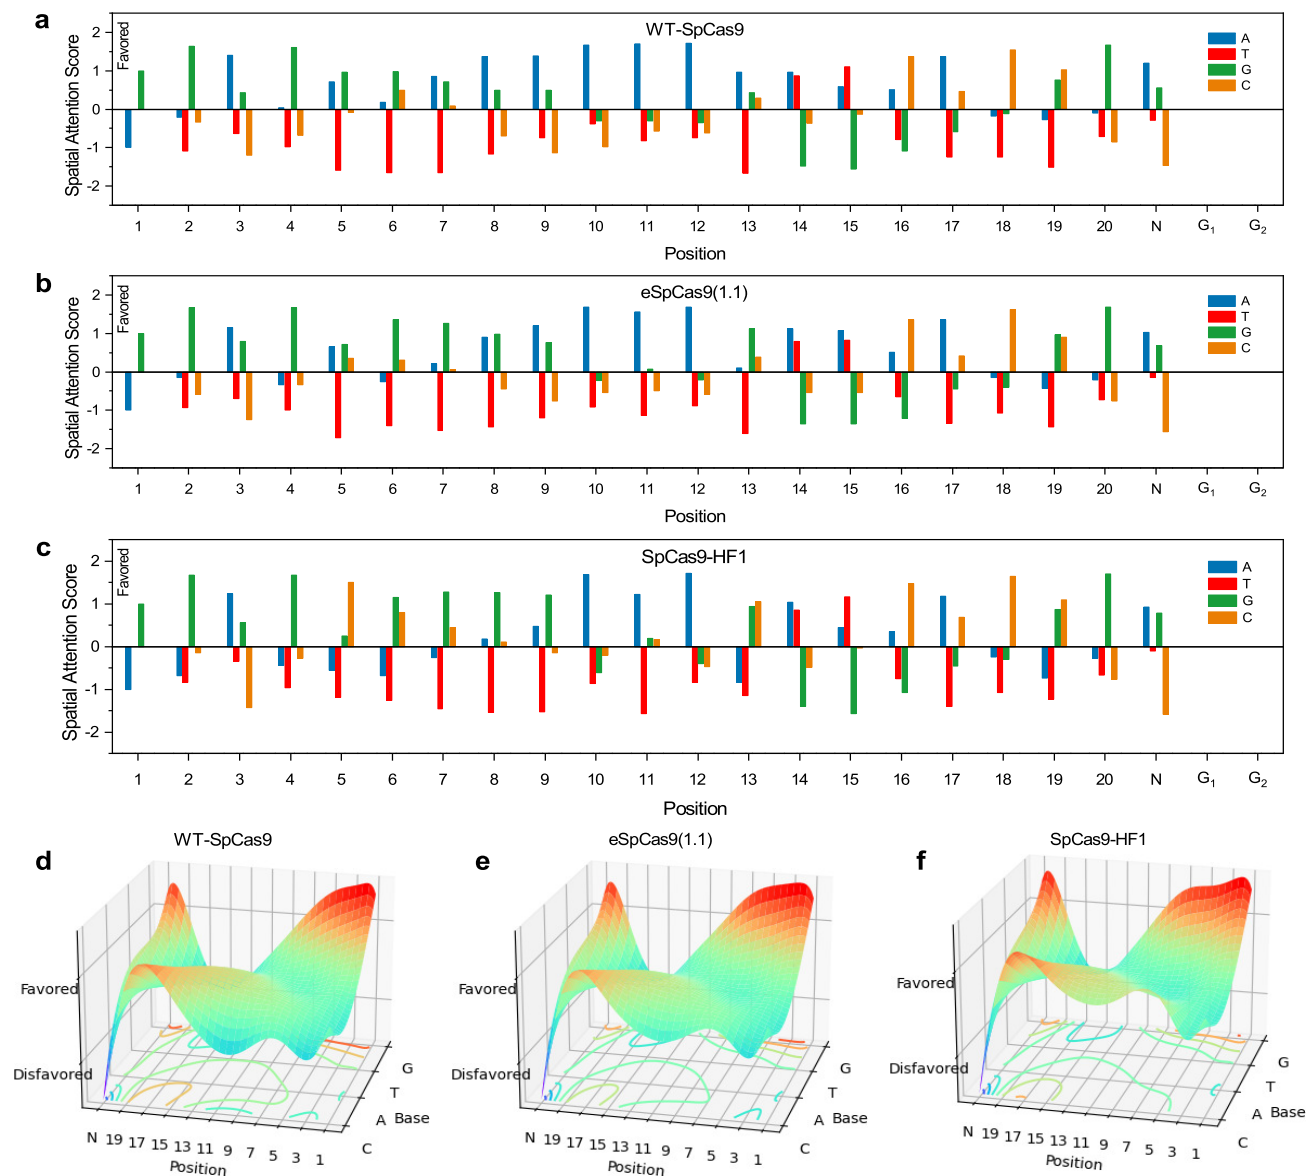 a
WT-SpCas9
Favored
Spatial Attention Score
2
1
0
-1
-2
A
T
G
C
1 2 3 4 5 6 7 8 9 10 11 12 13 14 15 16 17 18 19 20 N G₁ G₂
Position
b
eSpCas9(1.1)
Favored
Spatial Attention Score
2
1
0
-1
-2
A
T
G
C
1 2 3 4 5 6 7 8 9 10 11 12 13 14 15 16 17 18 19 20 N G₁ G₂
Position
c
SpCas9-HF1
Favored
Spatial Attention Score
2
1
0
-1
-2
A
T
G
C
1 2 3 4 5 6 7 8 9 10 11 12 13 14 15 16 17 18 19 20 N G₁ G₂
Position
d
WT-SpCas9
Favored
Disfavored
N 19 17 15 13 11 9 7 5 3 1
Position
G
T
A Base
C
e
eSpCas9(1.1)
Favored
Disfavored
N 19 17 15 13 11 9 7 5 3 1
Position
G
T
A Base
C
f
SpCas9-HF1
Favored
Disfavored
N 19 17 15 13 11 9 7 5 3 1
Position
G
T
A Base
C